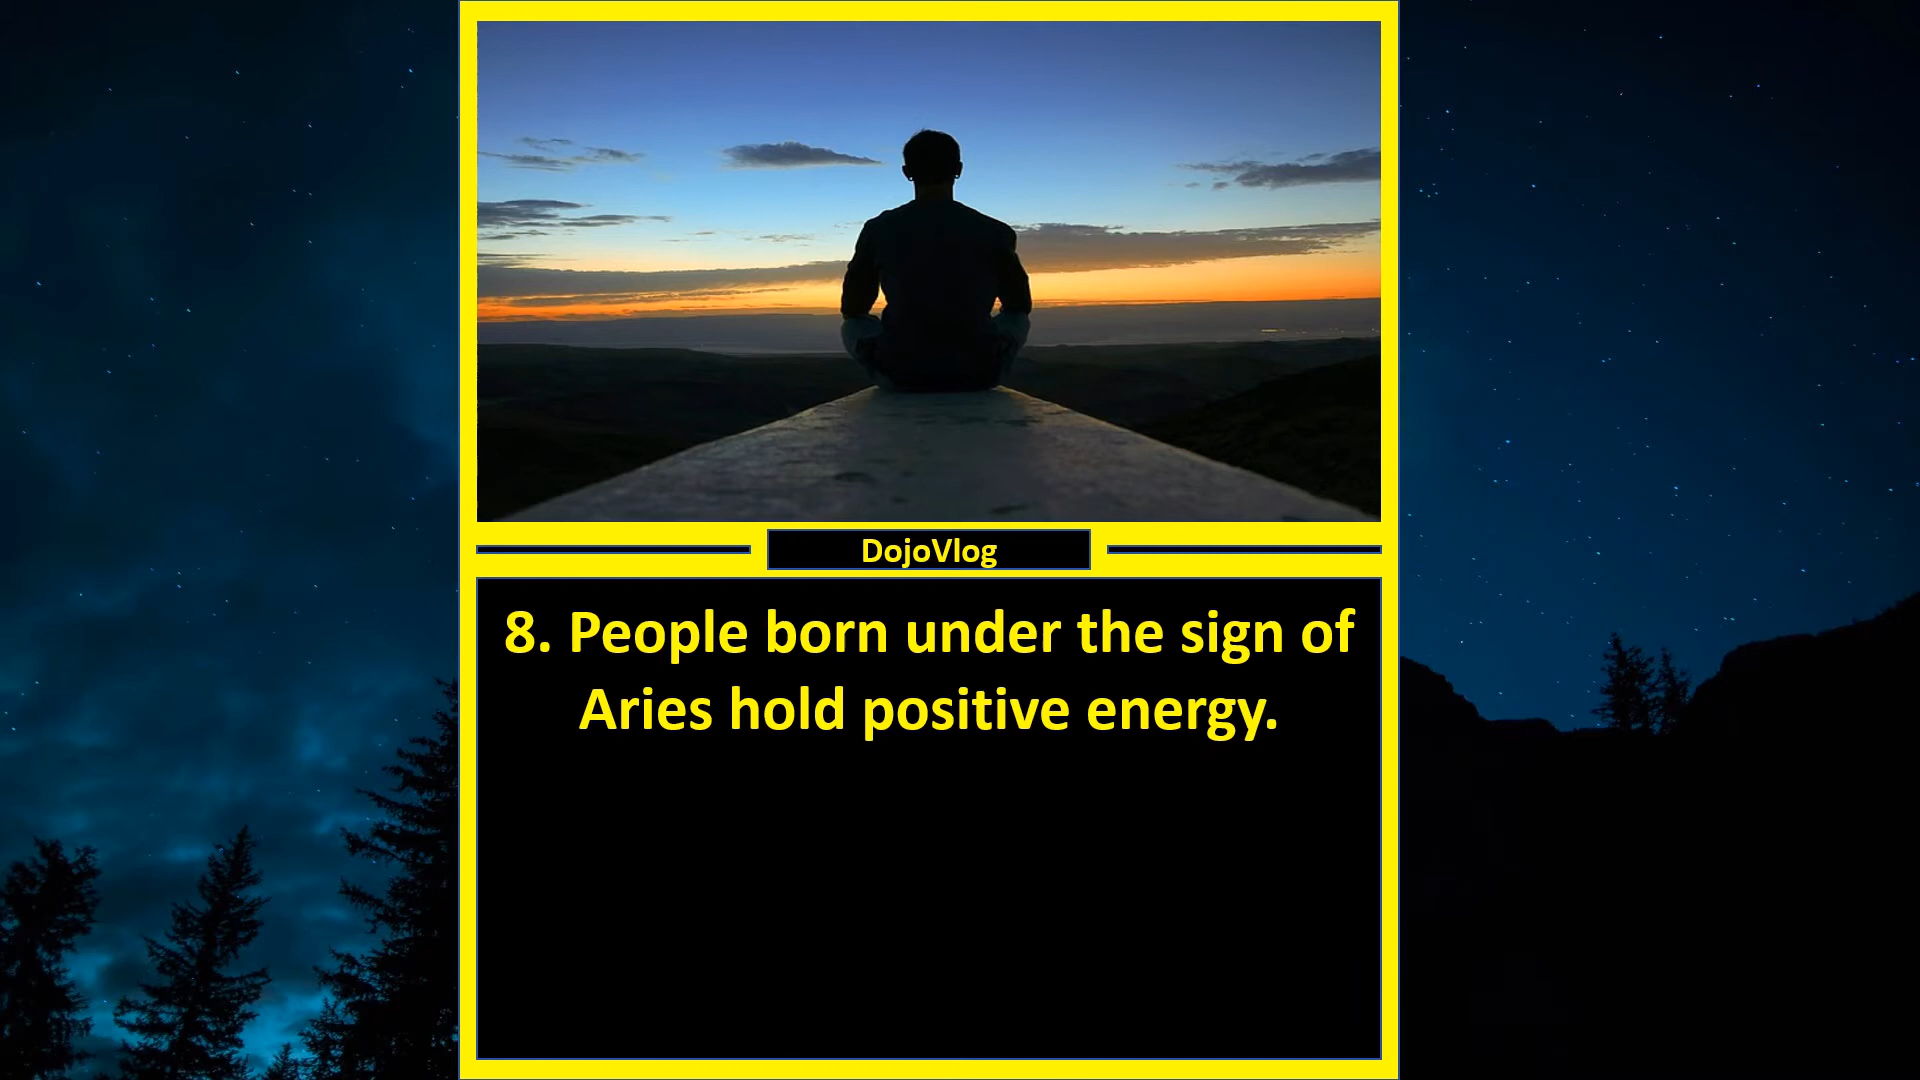 DojoVlog
8. People born under the sign of
Aries hold positive energy.